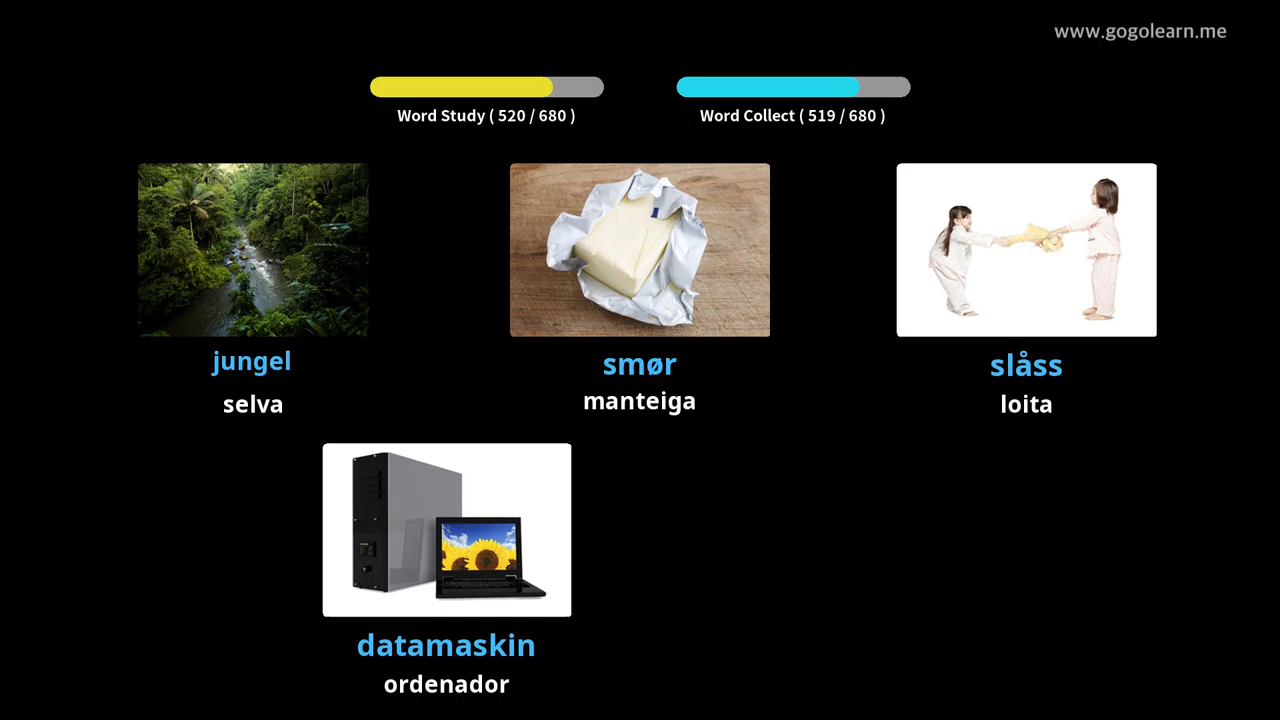 www.gogolearn.me
Word Study ( 520 / 680 )
Word Collect ( 519 / 680 )
jungel
smør
slåss
selva
manteiga
loita
datamaskin
ordenador